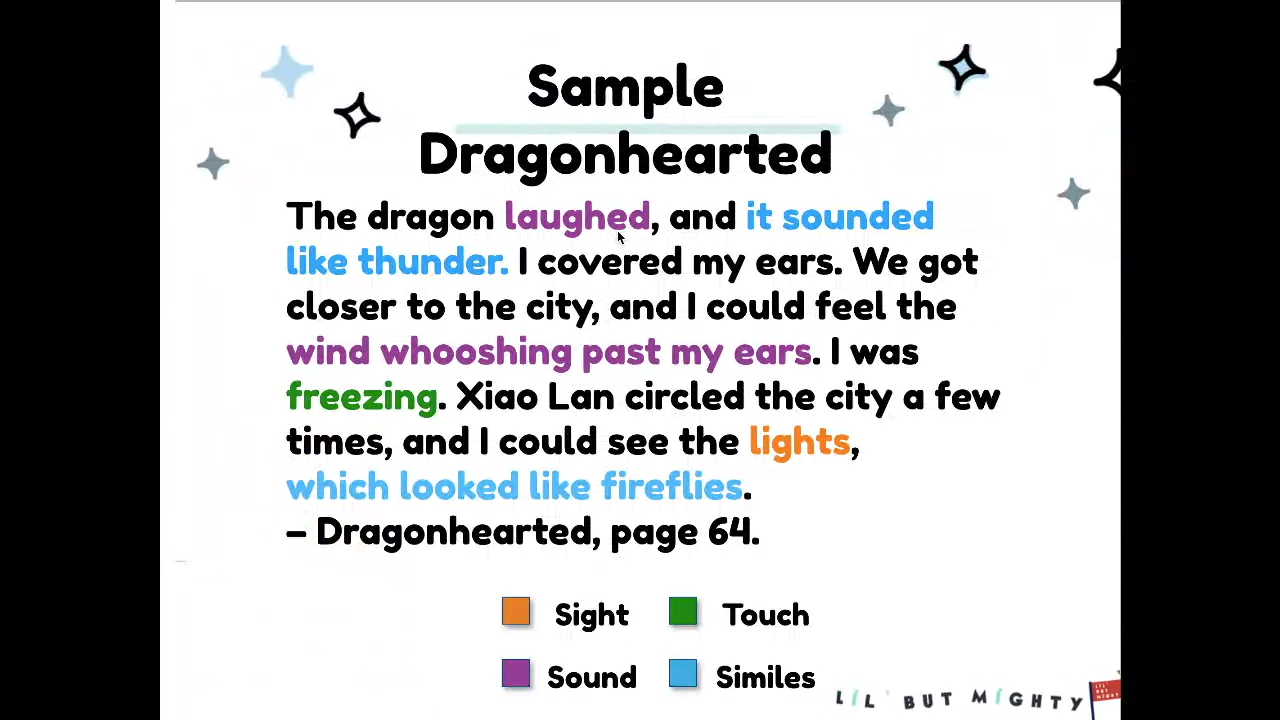 Sample
Dragonhearted
The dragon laughed, and it sounded
like thunder. I covered my ears. We got
closer to the city, and I could feel the
wind whooshing past my ears. I was
freezing. Xiao Lan circled the city a few
times, and I could see the lights,
which looked like fireflies.
– Dragonhearted, page 64.
Sight
Touch
Sound
Similes
LIL' BUT MIGHTY